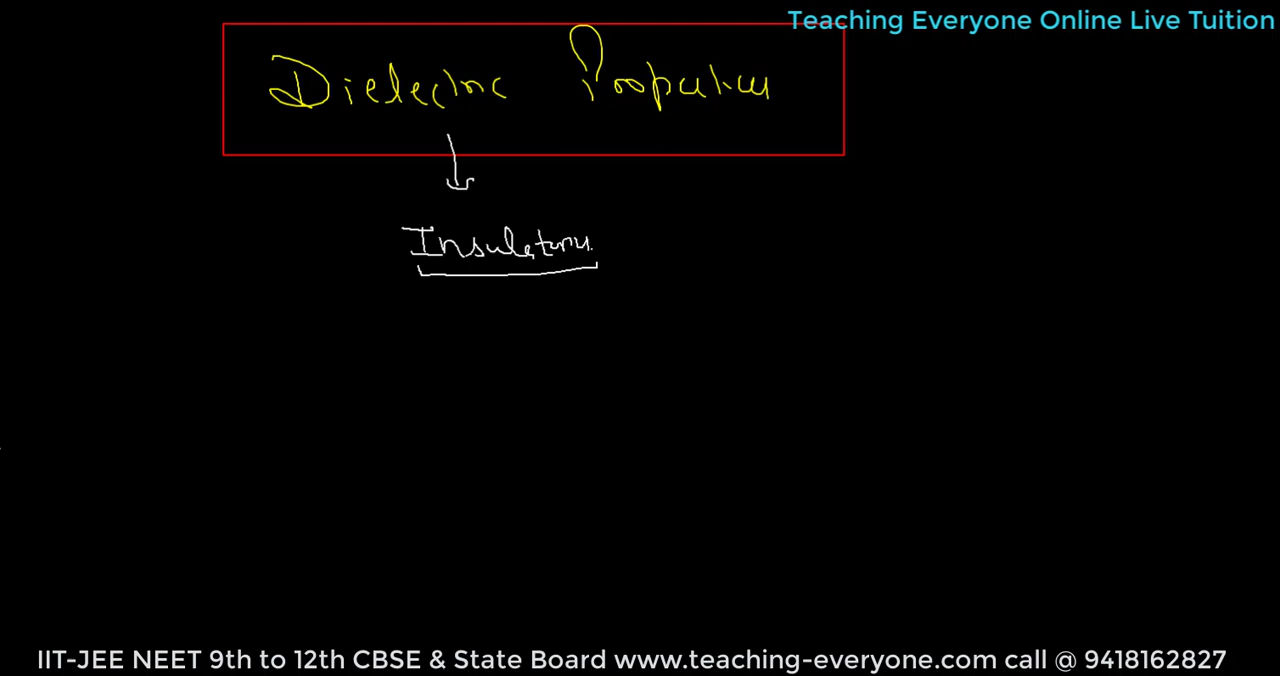 Teaching Everyone Online Live Tuition
Dielectric Properties
Insulators.
IIT-JEE NEET 9th to 12th CBSE & State Board www.teaching-everyone.com call @ 9418162827